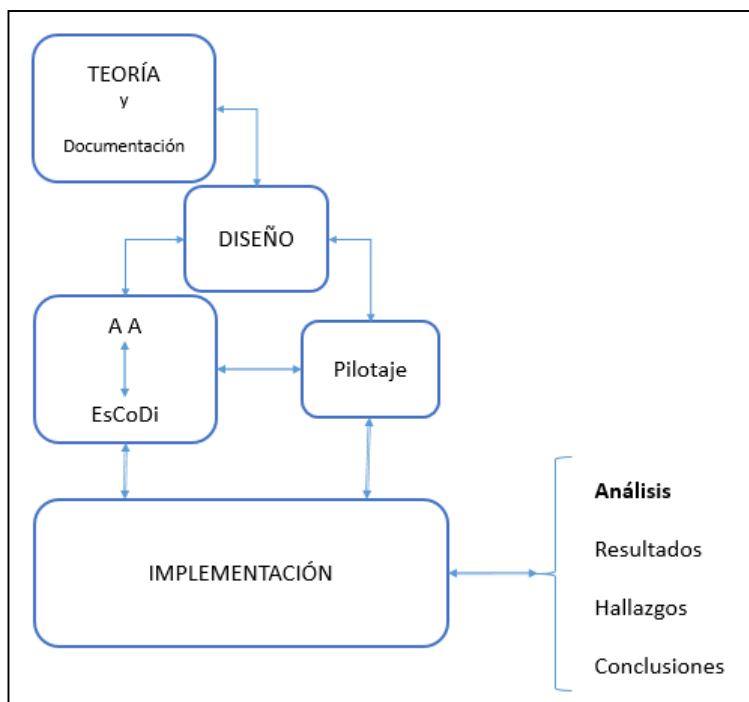 TEORÍA
y
Documentación
DISEÑO
A A
EsCoDi
Pilotaje
IMPLEMENTACIÓN
Análisis
Resultados
Hallazgos
Conclusiones